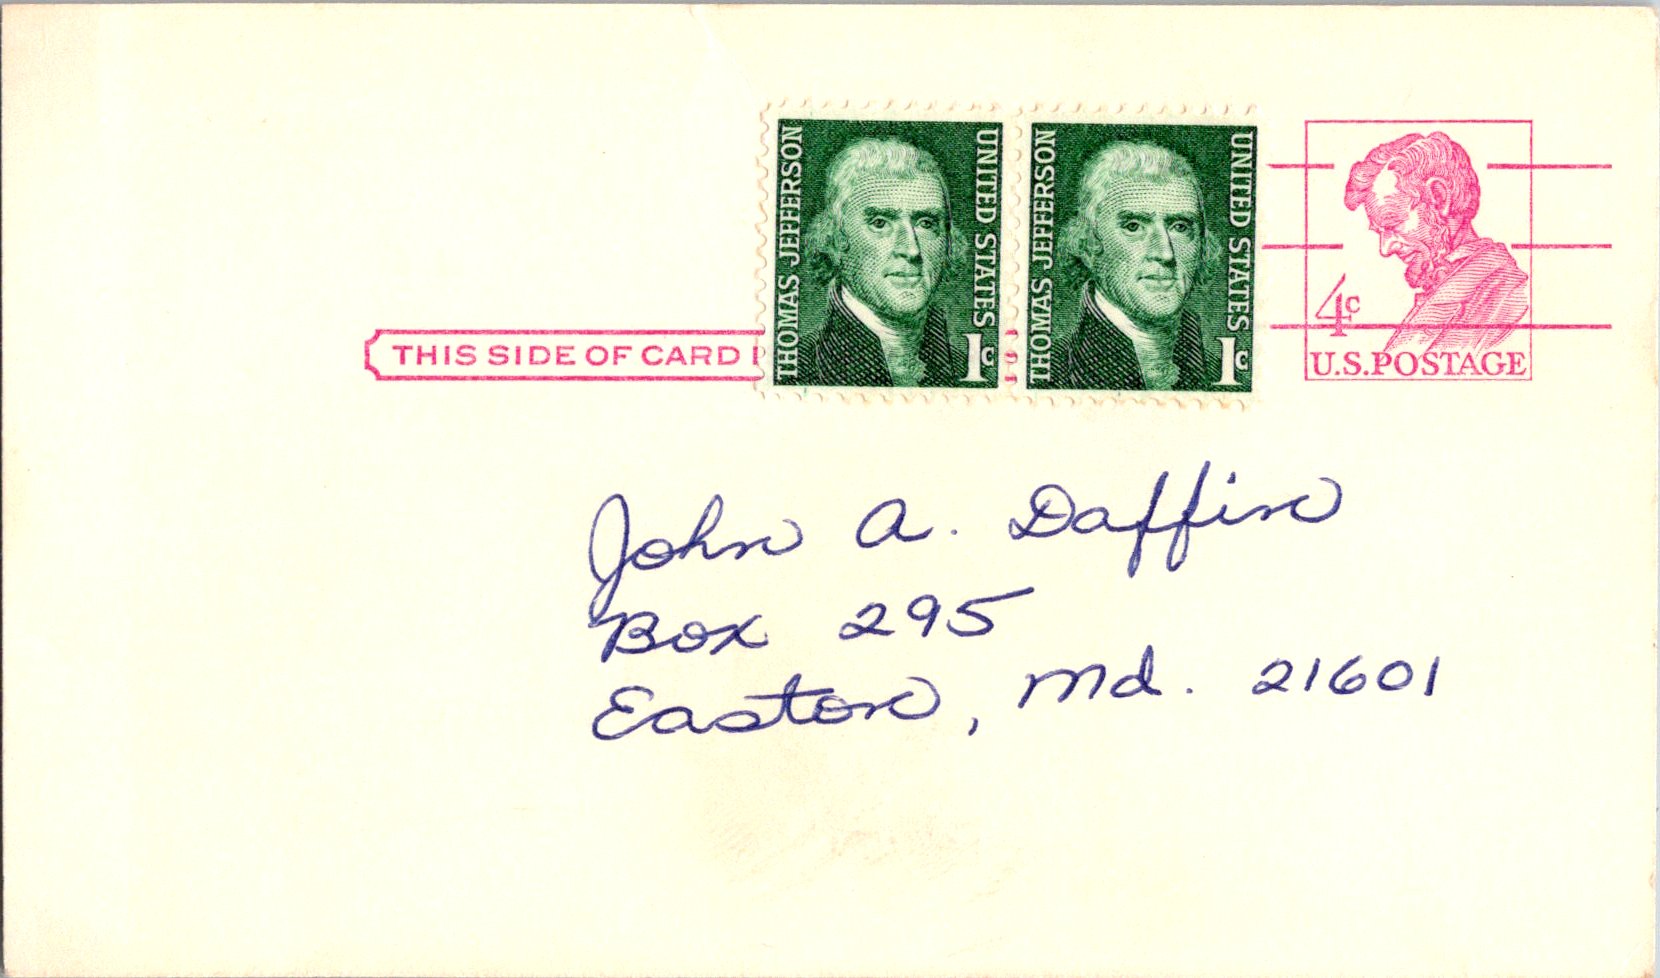 THOMAS JEFFERSON
UNITED STATES
1c
THOMAS JEFFERSON
UNITED STATES
1c
4c
U.S.POSTAGE
THIS SIDE OF CARD
John A. Daffin
Box 295
Easton, Md. 21601